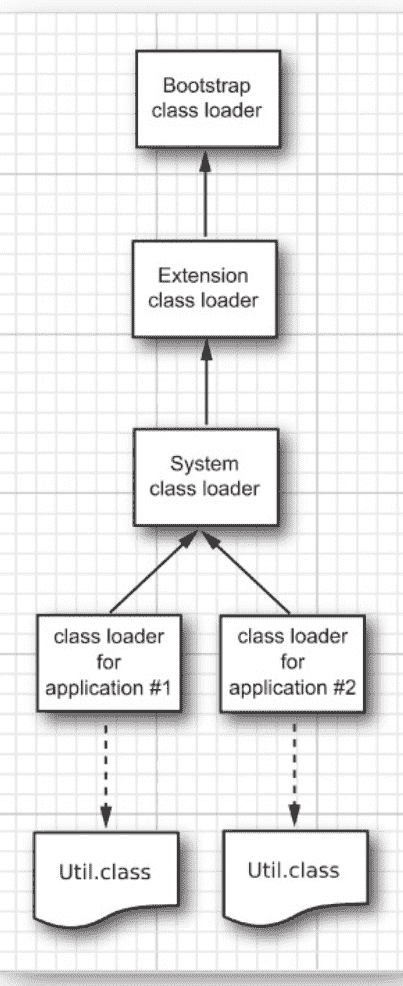 Bootstrap
class loader
Extension
class loader
System
class loader
class loader
for
application #1
class loader
for
application #2
Util.class
Util.class